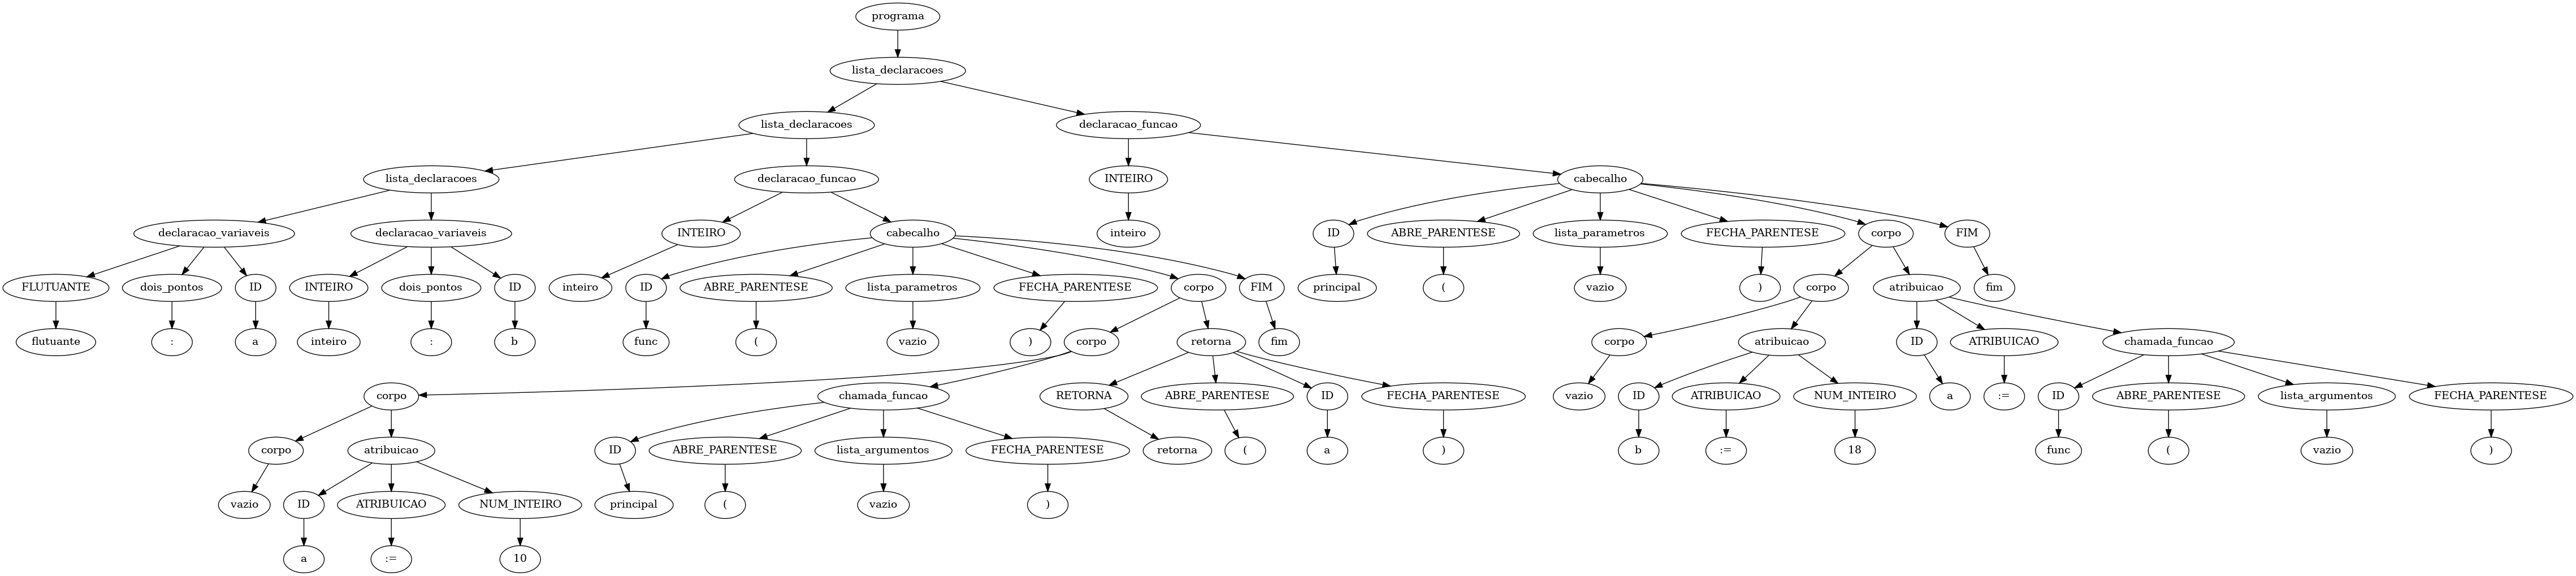 programa
lista_declaracoes
lista_declaracoes declaracao_funcao
lista_declaracoes declaracao_funcao INTEIRO cabecalho
declaracao_variaveis declaracao_variaveis INTEIRO cabecalho inteiro ID ABRE_PARENTESE lista_parametros FECHA_PARENTESE corpo FIM
FLUTUANTE dois_pontos ID INTEIRO dois_pontos ID inteiro ID ABRE_PARENTESE lista_parametros FECHA_PARENTESE corpo FIM principal ( vazio ) corpo atribuicao fim
flutuante : a inteiro : b func ( vazio ) corpo retorna fim corpo atribuicao ID ATRIBUICAO chamada_funcao
corpo chamada_funcao RETORNA ABRE_PARENTESE ID FECHA_PARENTESE vazio ID ATRIBUICAO NUM_INTEIRO a := ID ABRE_PARENTESE lista_argumentos FECHA_PARENTESE
corpo atribuicao ID ABRE_PARENTESE lista_argumentos FECHA_PARENTESE retorna ( a ) b := 18 func ( vazio )
vazio ID ATRIBUICAO NUM_INTEIRO principal ( vazio )
a := 10